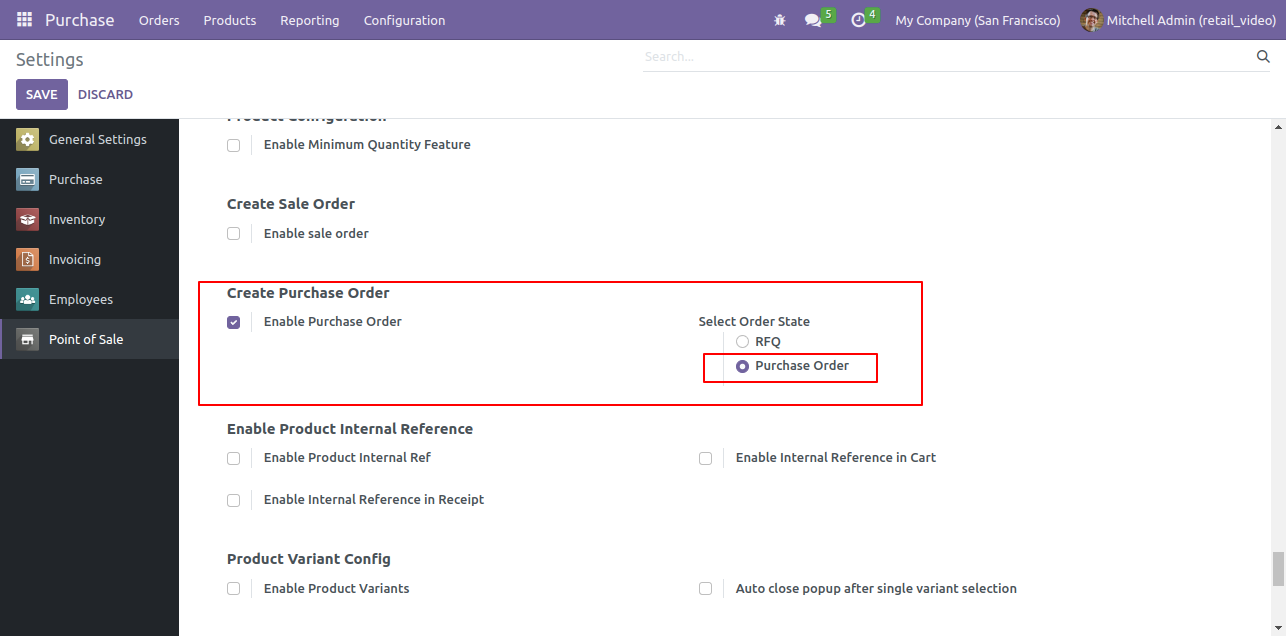 Purchase Orders Products Reporting Configuration 5 4 My Company (San Francisco) Mitchell Admin (retail_video)
Settings Search...
SAVE DISCARD
General Settings
Purchase
Inventory
Invoicing
Employees
Point of Sale
Product Configuration
Enable Minimum Quantity Feature
Create Sale Order
Enable sale order
Create Purchase Order
Enable Purchase Order Select Order State
RFQ
Purchase Order
Enable Product Internal Reference
Enable Product Internal Ref Enable Internal Reference in Cart
Enable Internal Reference in Receipt
Product Variant Config
Enable Product Variants Auto close popup after single variant selection